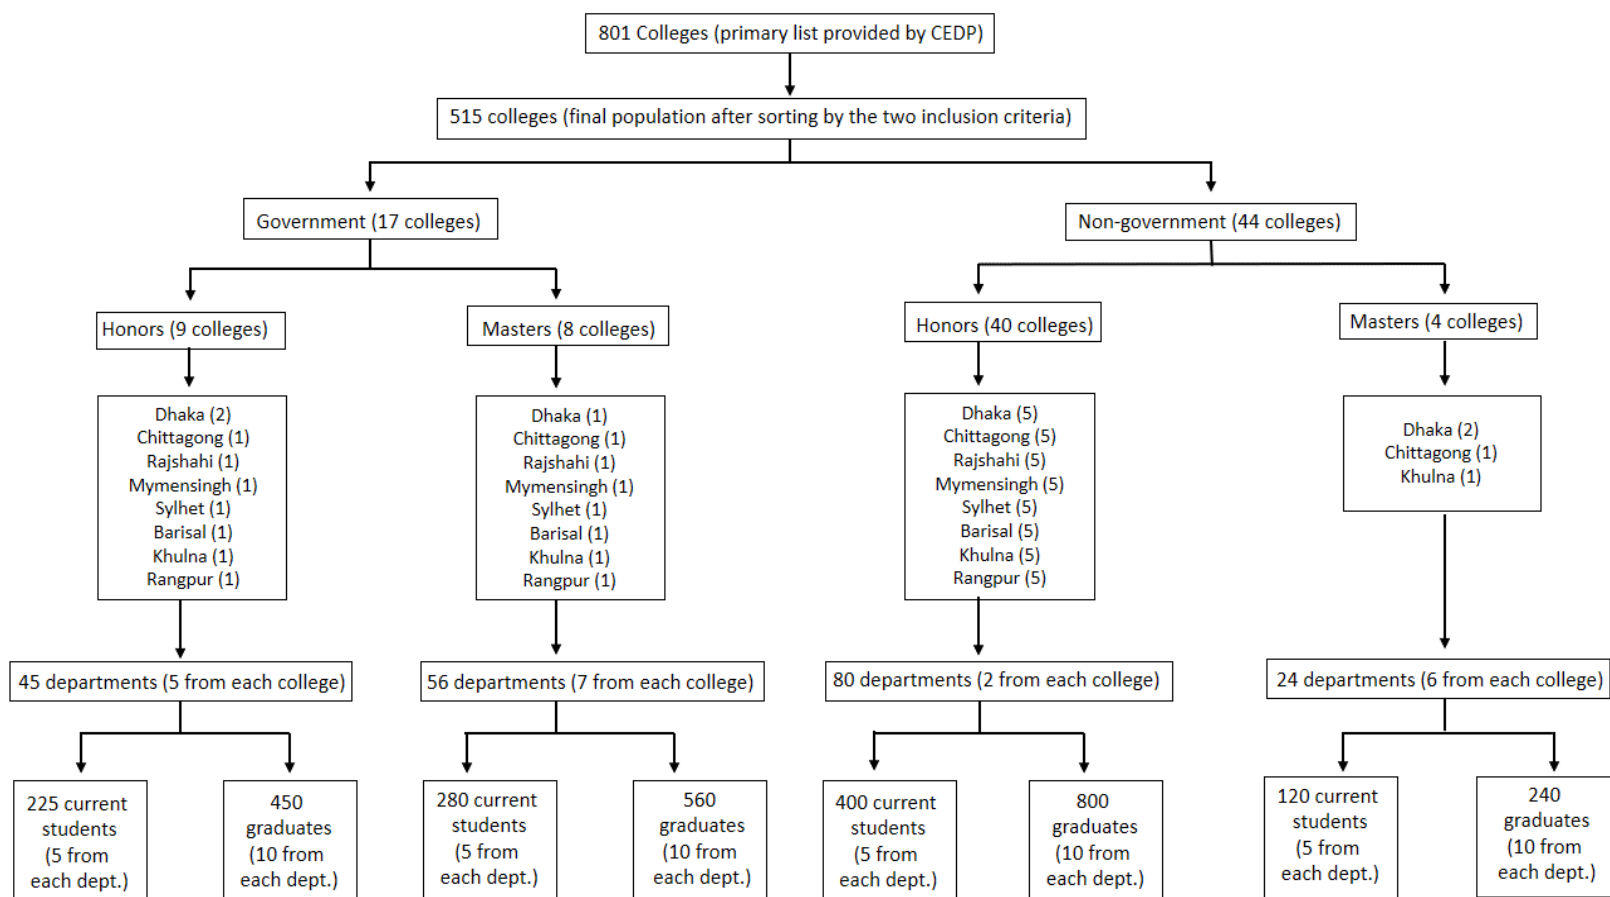 801 Colleges (primary list provided by CEDP)
515 colleges (final population after sorting by the two inclusion criteria)
Government (17 colleges)
Non-government (44 colleges)
Honors (9 colleges)
Masters (8 colleges)
Honors (40 colleges)
Masters (4 colleges)
Dhaka (2)
Chittagong (1)
Rajshahi (1)
Mymensingh (1)
Sylhet (1)
Barisal (1)
Khulna (1)
Rangpur (1)
Dhaka (1)
Chittagong (1)
Rajshahi (1)
Mymensingh (1)
Sylhet (1)
Barisal (1)
Khulna (1)
Rangpur (1)
Dhaka (5)
Chittagong (5)
Rajshahi (5)
Mymensingh (5)
Sylhet (5)
Barisal (5)
Khulna (5)
Rangpur (5)
Dhaka (2)
Chittagong (1)
Khulna (1)
45 departments (5 from each college)
56 departments (7 from each college)
80 departments (2 from each college)
24 departments (6 from each college)
225 current
students
(5 from
each dept.)
450
graduates
(10 from
each dept.)
280 current
students
(5 from
each dept.)
560
graduates
(10 from
each dept.)
400 current
students
(5 from
each dept.)
800
graduates
(10 from
each dept.)
120 current
students
(5 from
each dept.)
240
graduates
(10 from
each dept.)